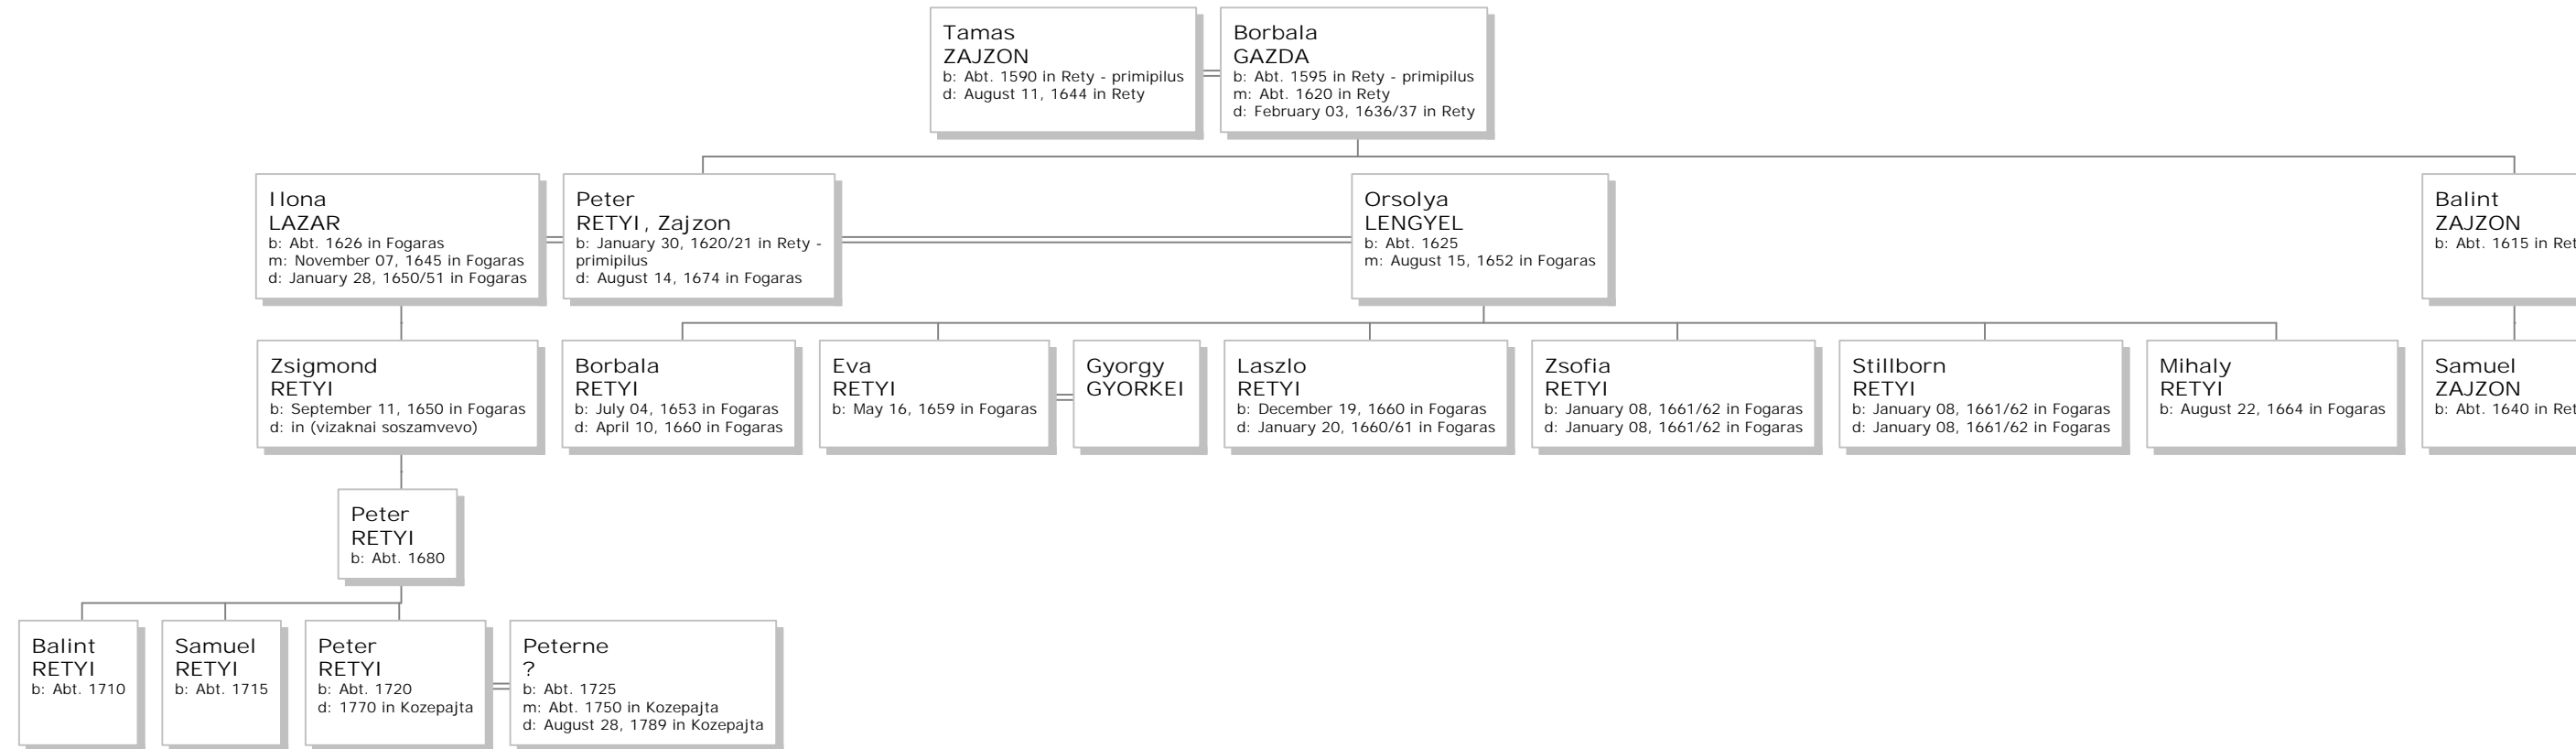 Tamas
ZAJZON
b: Abt. 1590 in Rety - primipilus
d: August 11, 1644 in Rety
Borbala
GAZDA
b: Abt. 1595 in Rety - primipilus
m: Abt. 1620 in Rety
d: February 03, 1636/37 in Rety
Ilona
LAZAR
b: Abt. 1626 in Fogaras
m: November 07, 1645 in Fogaras
d: January 28, 1650/51 in Fogaras
Peter
RETYI, Zajzon
b: January 30, 1620/21 in Rety -
primipilus
d: August 14, 1674 in Fogaras
Orsolya
LENGYEL
b: Abt. 1625
m: August 15, 1652 in Fogaras
Balint
ZAJZON
b: Abt. 1615 in Ret
Zsigmond
RETYI
b: September 11, 1650 in Fogaras
d: in (vizaknai soszamvevo)
Borbala
RETYI
b: July 04, 1653 in Fogaras
d: April 10, 1660 in Fogaras
Eva
RETYI
b: May 16, 1659 in Fogaras
Gyorgy
GYORKEI
Laszlo
RETYI
b: December 19, 1660 in Fogaras
d: January 20, 1660/61 in Fogaras
Zsofia
RETYI
b: January 08, 1661/62 in Fogaras
d: January 08, 1661/62 in Fogaras
Stillborn
RETYI
b: January 08, 1661/62 in Fogaras
d: January 08, 1661/62 in Fogaras
Mihaly
RETYI
b: August 22, 1664 in Fogaras
Samuel
ZAJZON
b: Abt. 1640 in Ret
Peter
RETYI
b: Abt. 1680
Balint
RETYI
b: Abt. 1710
Samuel
RETYI
b: Abt. 1715
Peter
RETYI
b: Abt. 1720
d: 1770 in Kozepajta
Peterne
?
b: Abt. 1725
m: Abt. 1750 in Kozepajta
d: August 28, 1789 in Kozepajta